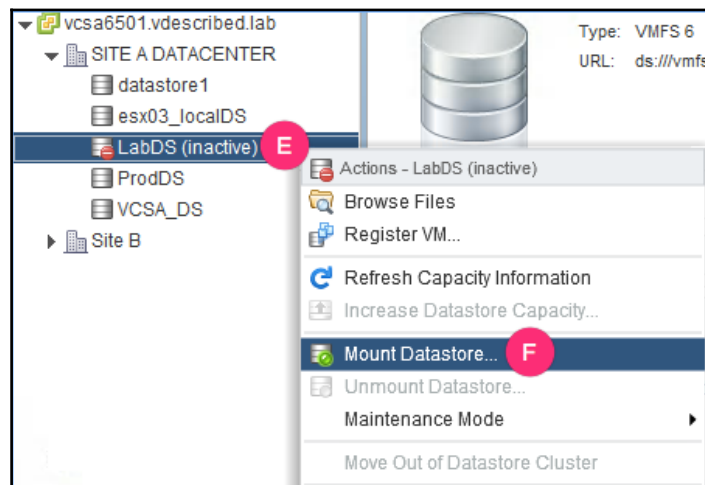 vcsa6501.vdescribed.lab
SITE A DATACENTER
datastore1
esx03_localDS
LabDS (inactive) E
ProdDS
VCSA_DS
Site B
Type: VMFS 6
URL: ds:///vmfs
Actions - LabDS (inactive)
Browse Files
Register VM...
Refresh Capacity Information
Increase Datastore Capacity...
Mount Datastore... F
Unmount Datastore...
Maintenance Mode
Move Out of Datastore Cluster